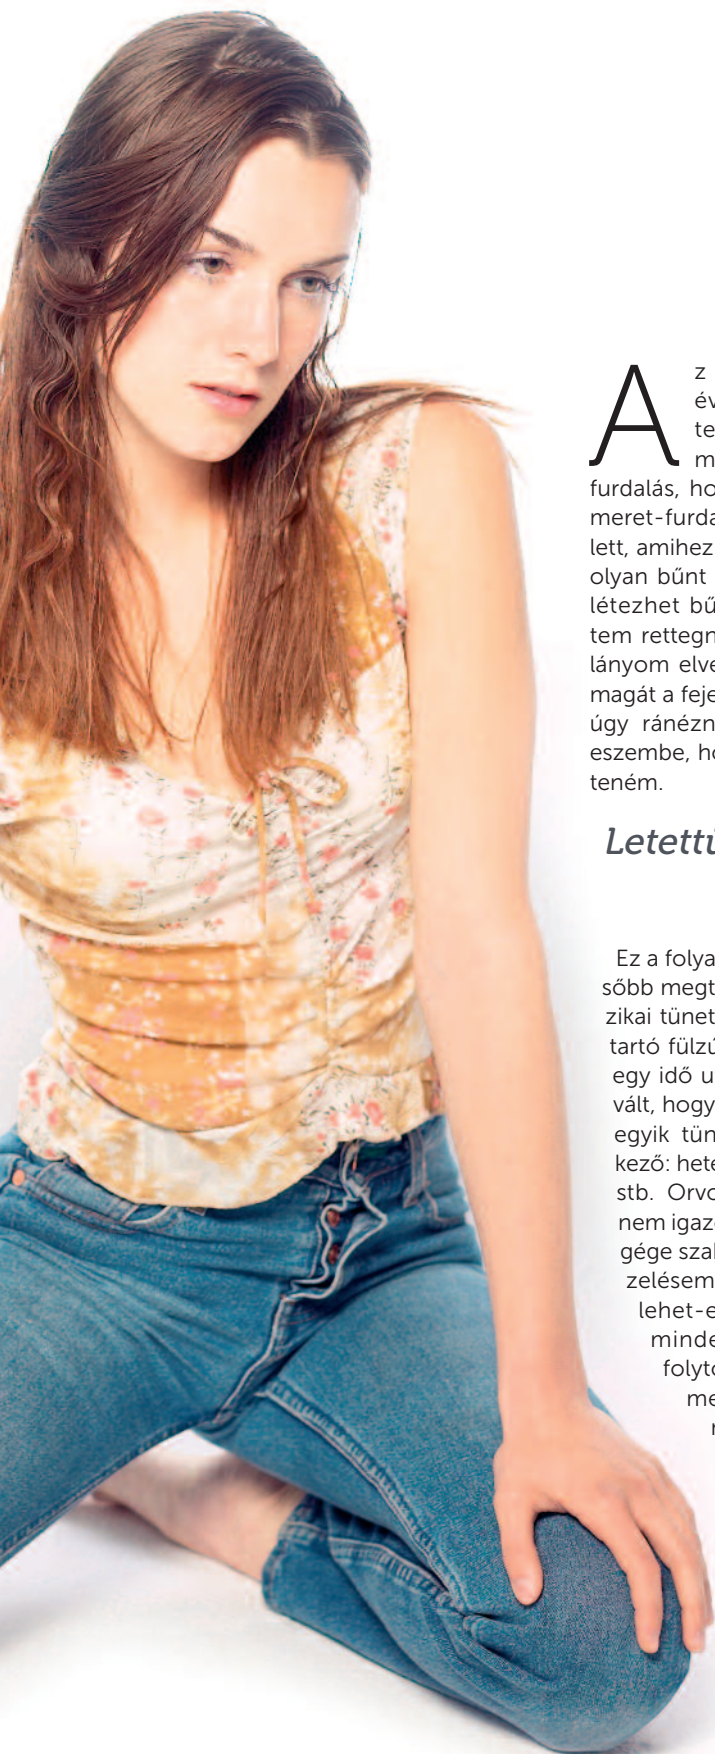 Az
év
te
m
furdalás, ho
meret-furda
lett, amihez
olyan bűnt
létezhet bű
tem rettegn
lányom elve
magát a feje
úgy ránézn
eszembe, ho
teném.
Letettü
Ez a folya
sőbb megt
zikai tünet
tartó fülzú
egy idő u
vált, hogy
egyik tün
kező: hete
stb. Orvo
nem igazo
gége szak
zelésem
lehet-e
minde
folyto
me